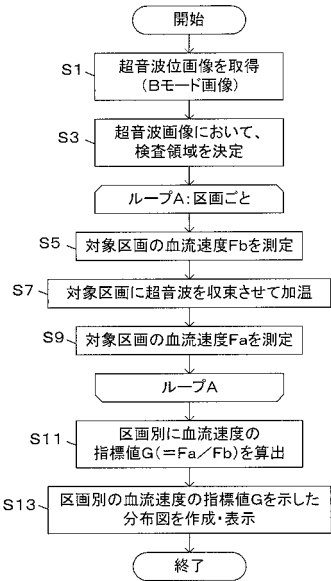 開始
S1
超音波位画像を取得
(Bモード画像)
S3
超音波画像において、
検査領域を決定
ループA:区画ごと
S5
対象区画の血流速度Fbを測定
S7
対象区画に超音波を収束させて加温
S9
対象区画の血流速度Faを測定
ループA
S11
区画別に血流速度の
指標値G(=Fa/Fb)を算出
S13
区画別の血流速度の指標値Gを示した
分布図を作成・表示
終了